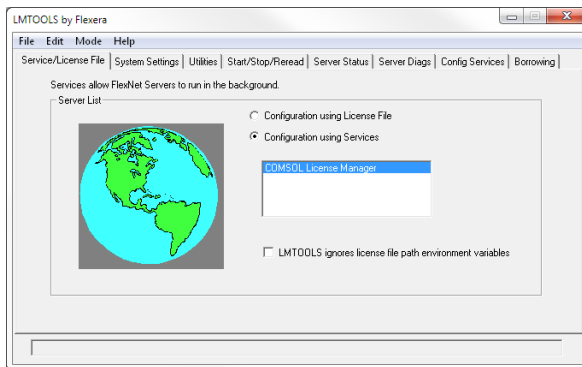 LMTOOLS by Flexera
File Edit Mode Help
Service/License File System Settings Utilities Start/Stop/Reread Server Status Server Diags Config Services Borrowing
Services allow FlexNet Servers to run in the background.
Server List
Configuration using License File
Configuration using Services
COMSOL License Manager
LMTOOLS ignores license file path environment variables